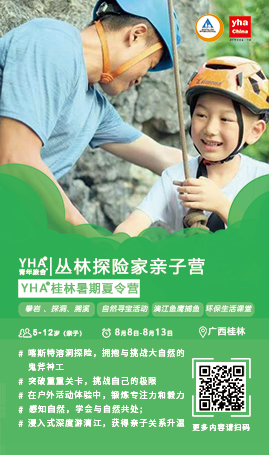 yha
China
YHA
青年旅舍
丛林探险家亲子营
YHA桂林暑期夏令营
攀岩、探洞、溯溪
自然寻宝活动
漓江鱼鹰捕鱼
环保生活课堂
5-12岁（亲子）
8月8日-8月13日
广西桂林
# 喀斯特溶洞探险，拥抱与挑战大自然的
鬼斧神工
# 突破重重关卡，挑战自己的极限
# 在户外活动体验中，锻炼专注力和毅力
# 感知自然，学会与自然共处；
# 浸入式深度游漓江，获得亲子关系升温
更多内容请扫码